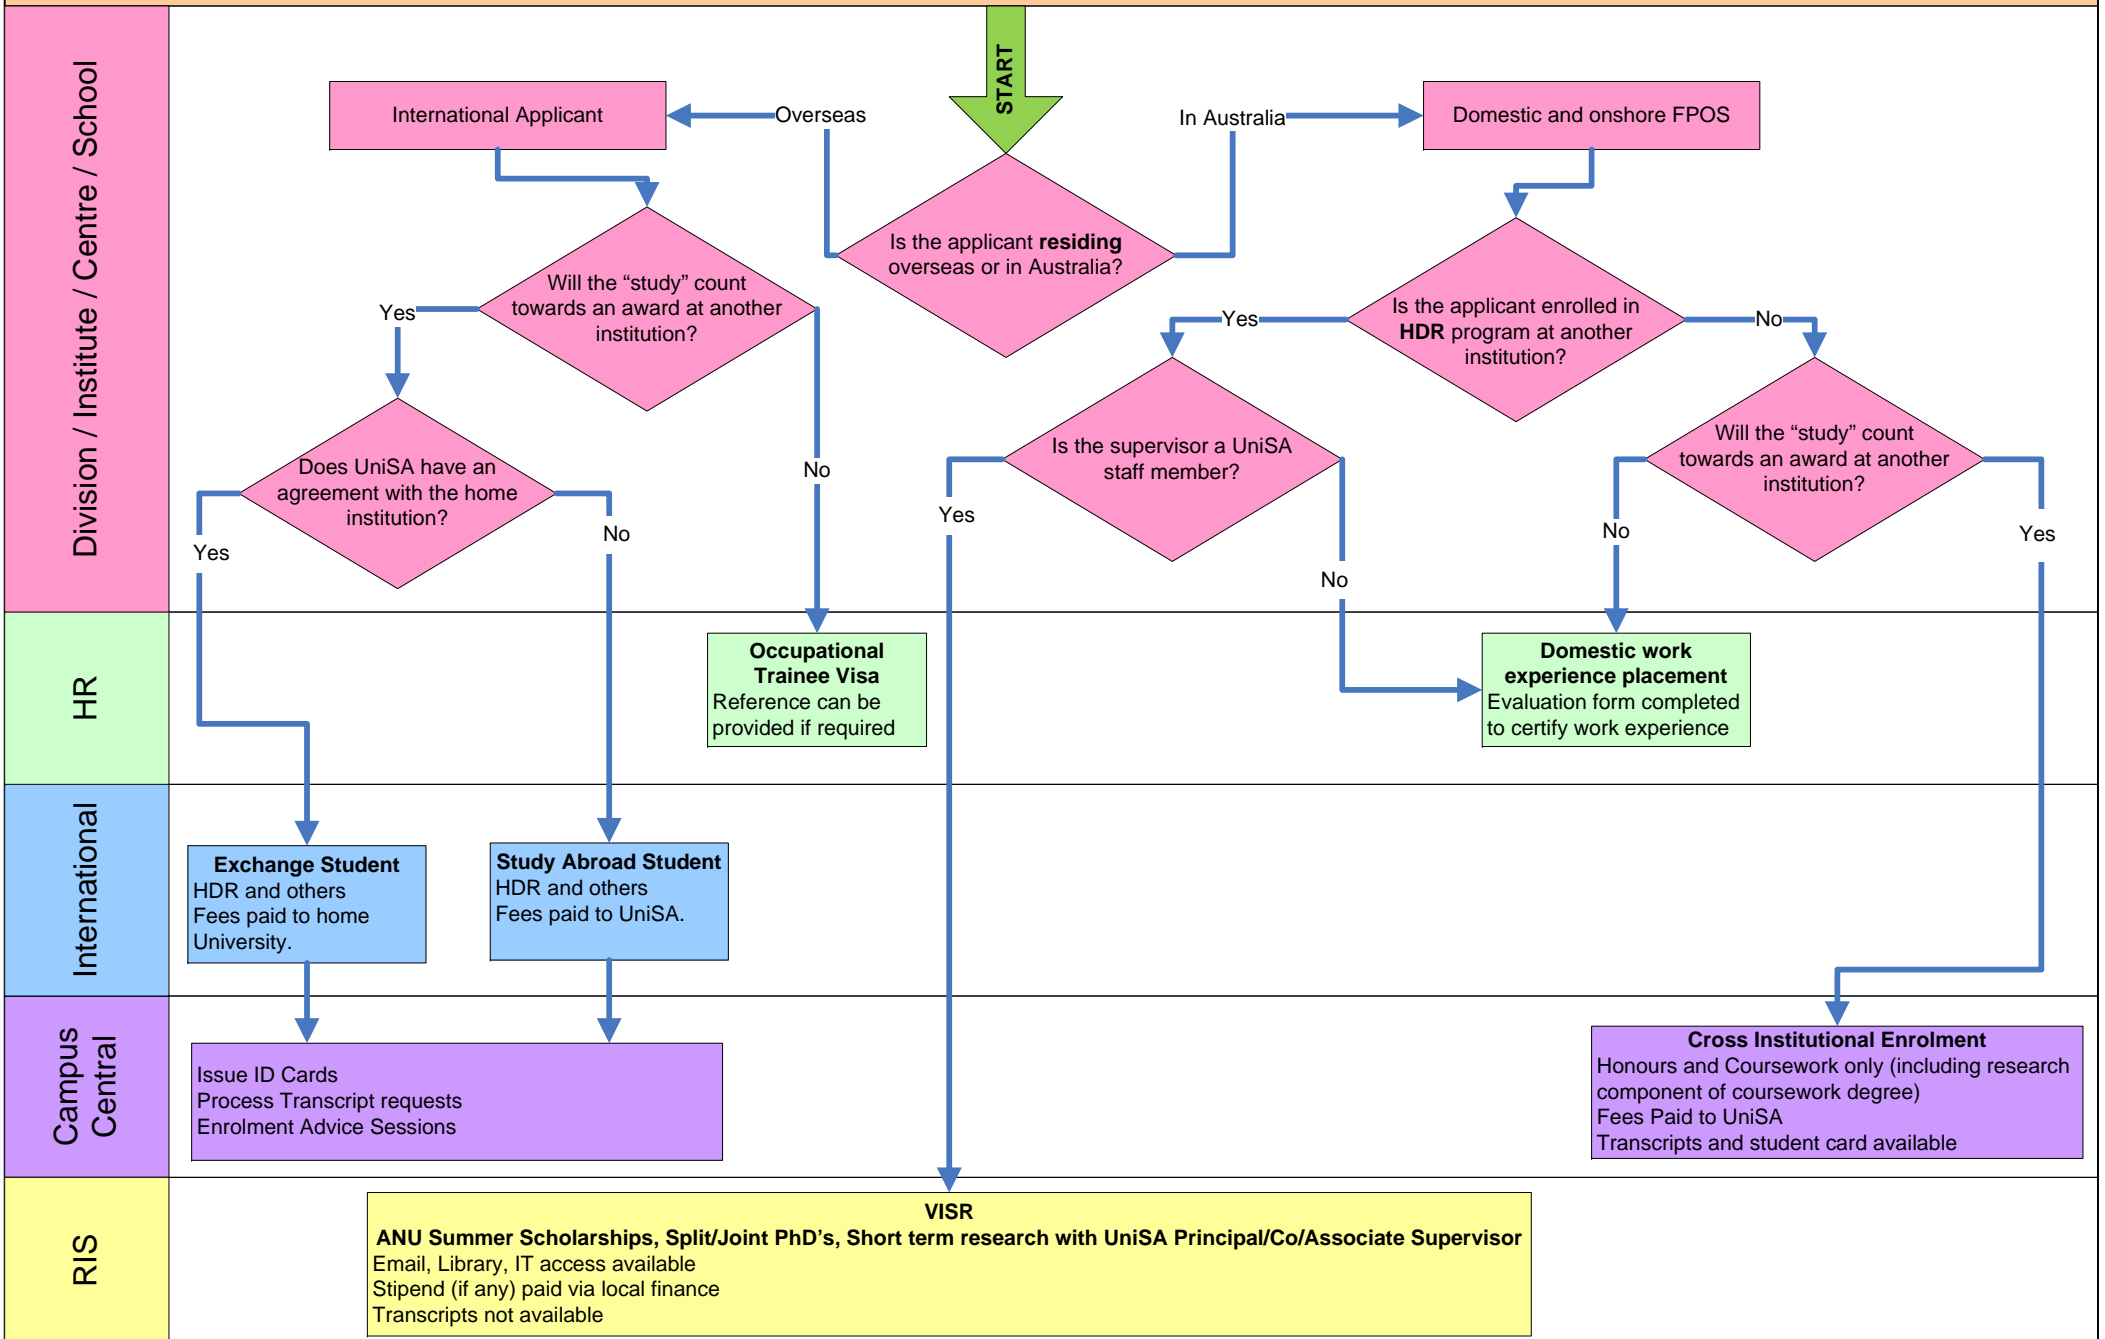 START
Division / Institute / Centre / School
International Applicant
Overseas
In Australia
Domestic and onshore FPOS
Is the applicant residing
overseas or in Australia?
Will the “study” count
towards an award at another
institution?
Yes
No
Is the applicant enrolled in
HDR program at another
institution?
Yes
No
Does UniSA have an
agreement with the home
institution?
Yes
No
Is the supervisor a UniSA
staff member?
Yes
No
Will the “study” count
towards an award at another
institution?
No
Yes
HR
Occupational
Trainee Visa
Reference can be
provided if required
Domestic work
experience placement
Evaluation form completed
to certify work experience
International
Exchange Student
HDR and others
Fees paid to home
University.
Study Abroad Student
HDR and others
Fees paid to UniSA.
Campus
Central
Issue ID Cards
Process Transcript requests
Enrolment Advice Sessions
Cross Institutional Enrolment
Honours and Coursework only (including research
component of coursework degree)
Fees Paid to UniSA
Transcripts and student card available
RIS
VISR
ANU Summer Scholarships, Split/Joint PhD’s, Short term research with UniSA Principal/Co/Associate Supervisor
Email, Library, IT access available
Stipend (if any) paid via local finance
Transcripts not available